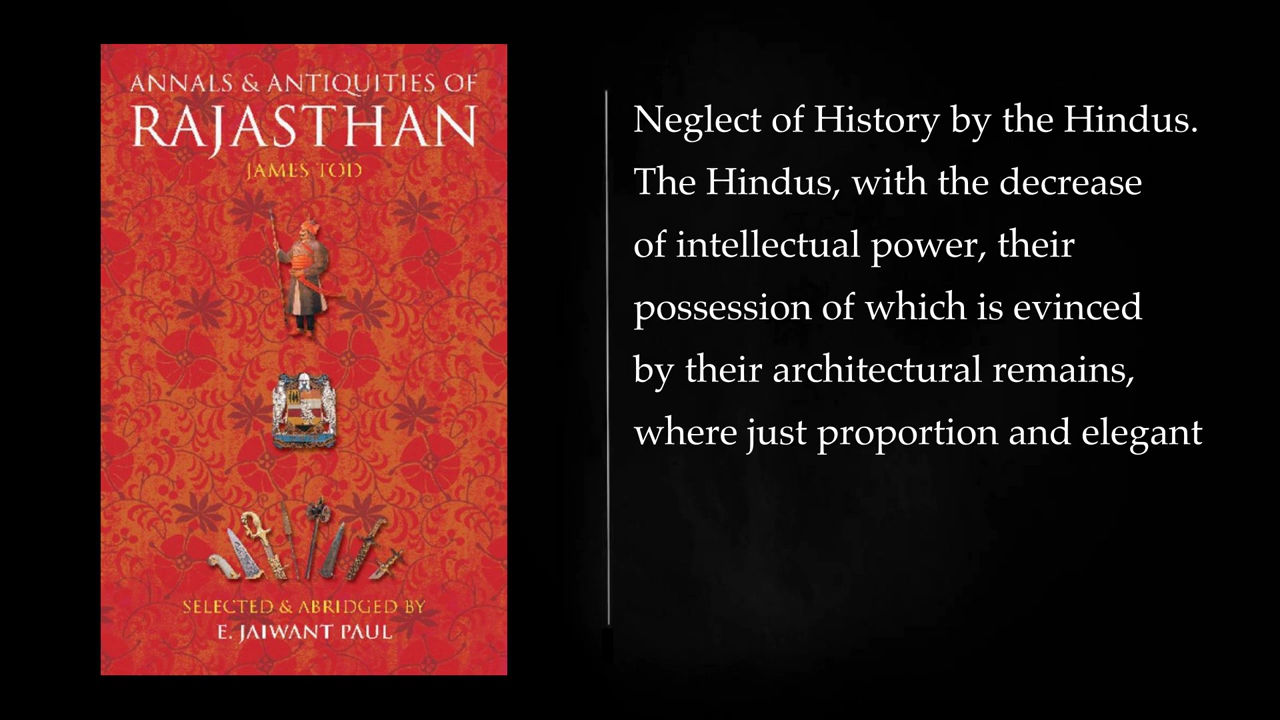 ANNALS & ANTIQUITIES OF
RAJASTHAN
JAMES TOD
SELECTED & ABRIDGED BY
E. JAIWANT PAUL
Neglect of History by the Hindus.
The Hindus, with the decrease
of intellectual power, their
possession of which is evinced
by their architectural remains,
where just proportion and elegant